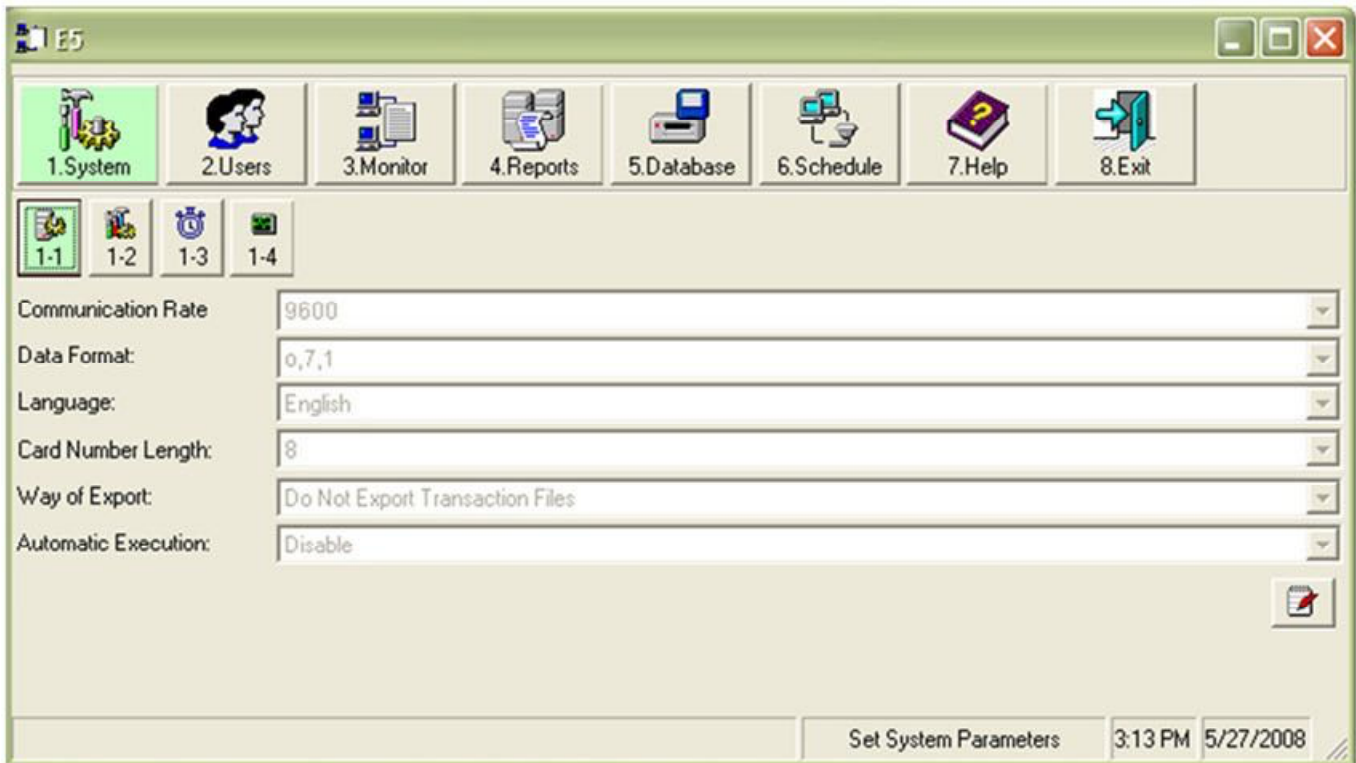 E5
1.System 2.Users 3.Monitor 4.Reports 5.Database 6.Schedule 7.Help 8.Exit
1-1 1-2 1-3 1-4
Communication Rate 9600
Data Format: o,7,1
Language: English
Card Number Length: 8
Way of Export: Do Not Export Transaction Files
Automatic Execution: Disable
Set System Parameters 3:13 PM 5/27/2008